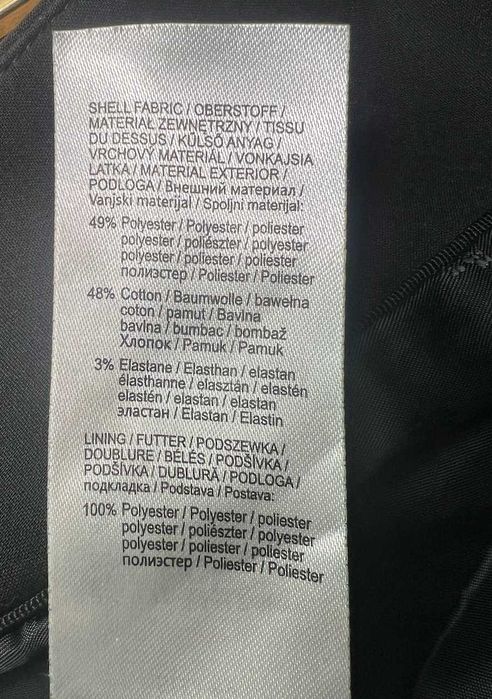 SHELL FABRIC / OBERSTOFF /
MATERIAŁ ZEWNĘTRZNY / TISSU
DU DESSUS / KÜLSŐ ANYAG /
VRCHOVÝ MATERIÁL / VONKAJSIA
LATKA / MATERIAL EXTERIOR /
PODLOGA / Внешний материал /
Vanjski materijal / Spoljni materijal:
49% Polyester / Polyester / poliester
polyester / poliészter / polyester
polyester / poliester / poliester
полиэстер / Poliester / Poliester
48% Cotton / Baumwolle / bawełna
coton / pamut / Bavlna
bavlna / bumbac / bombaž
Хлопок / Pamuk / Pamuk
3% Elastane / Elasthan / elastan
élasthanne / elasztán / elastén
elastén / elastan / elastan
эластан / Elastan / Elastin
LINING / FUTTER / PODSZEWKA /
DOUBLURE / BÉLÉS / PODŠÍVKA /
PODŠÍVKA / DUBLURĂ / PODLOGA /
подкладка / Podstava / Postava:
100% Polyester / Polyester / poliester
polyester / poliészter / polyester
polyester / poliester / poliester
полиэстер / Poliester / Poliester